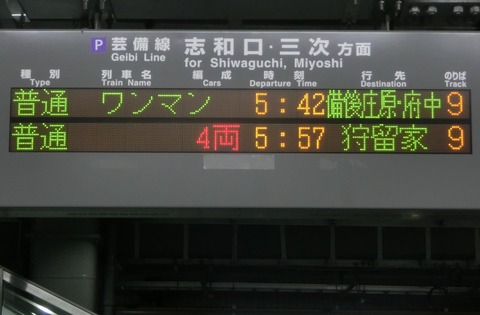 P 芸備線 志和口・三次 方面
Geibi Line for Shiwaguchi, Miyoshi
種別 列車名 編成 時刻 行先 のりば
Type Train Name Cars Departure Time Destination Track
普通 ワンマン 5:42 備後庄原・府中 9
普通 4両 5:57 狩留家 9